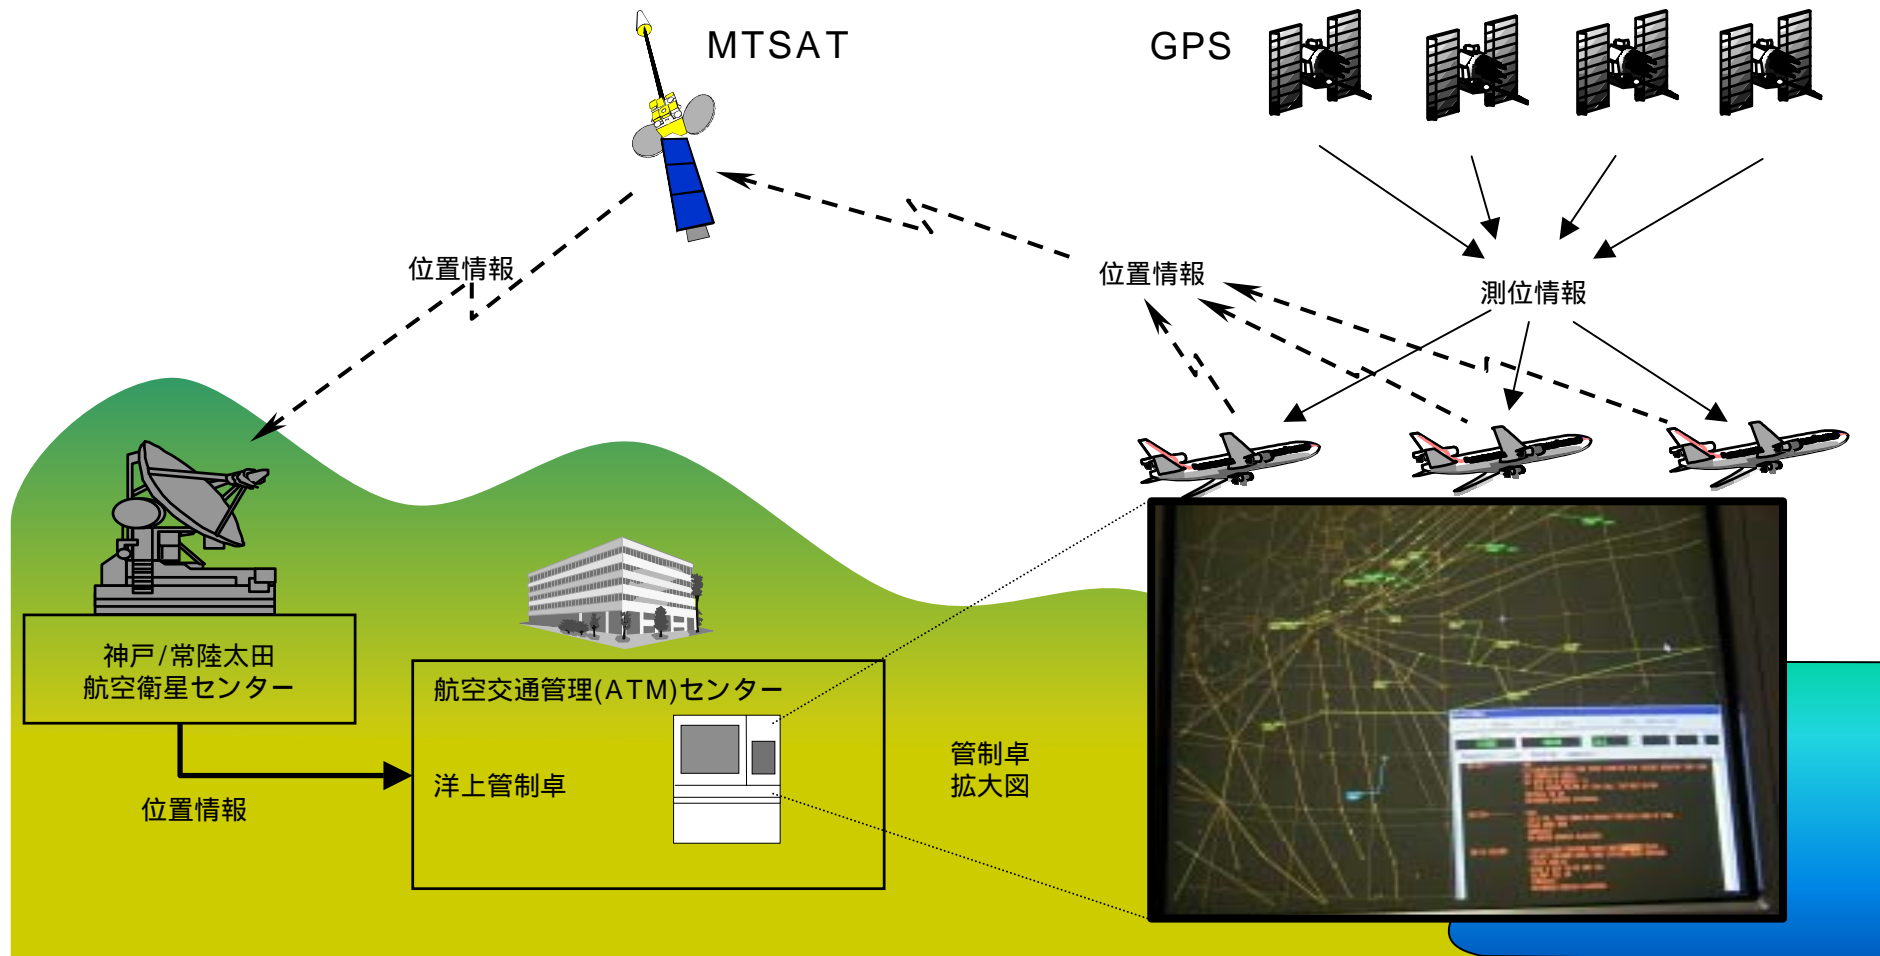 MTSAT
GPS
位置情報
位置情報
測位情報
神戸/常陸太田
航空衛星センター
航空交通管理(ATM)センター
洋上管制卓
管制卓
拡大図
位置情報